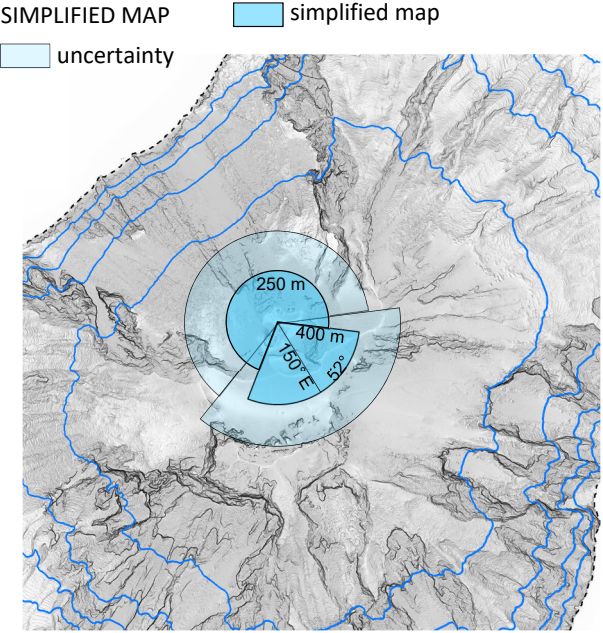 SIMPLIFIED MAP
simplified map
uncertainty
250 m
400 m
150° E
52°